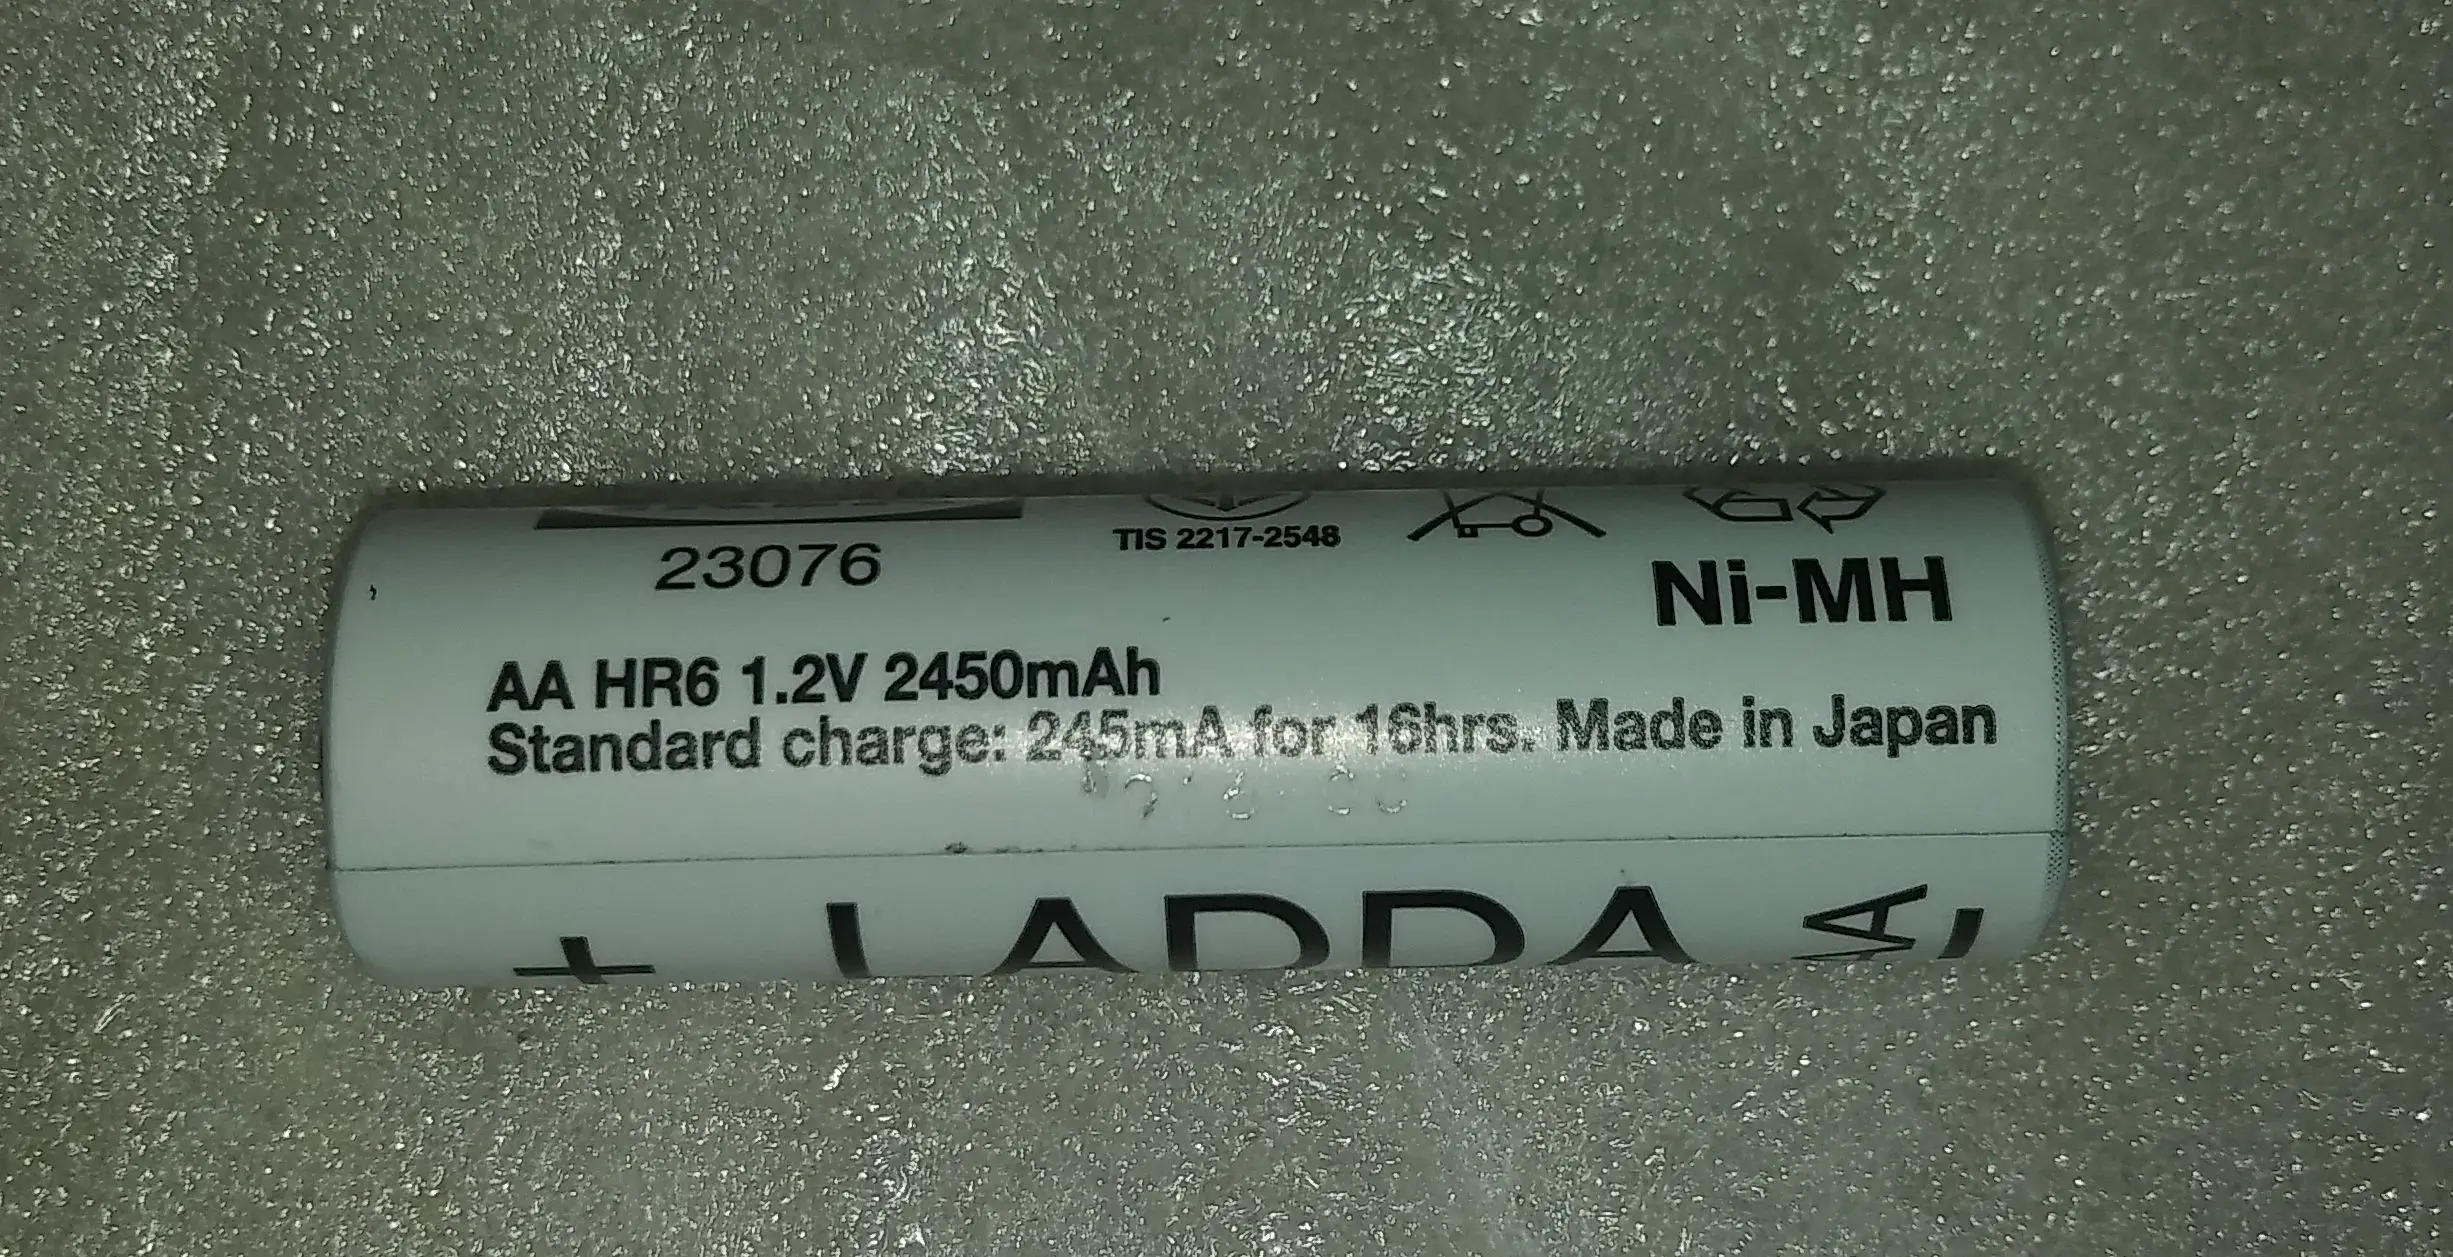 TIS 2217-2548
23076
Ni-MH
AA HR6 1.2V 2450mAh
Standard charge: 245mA for 16hrs. Made in Japan
+ LADDA AA